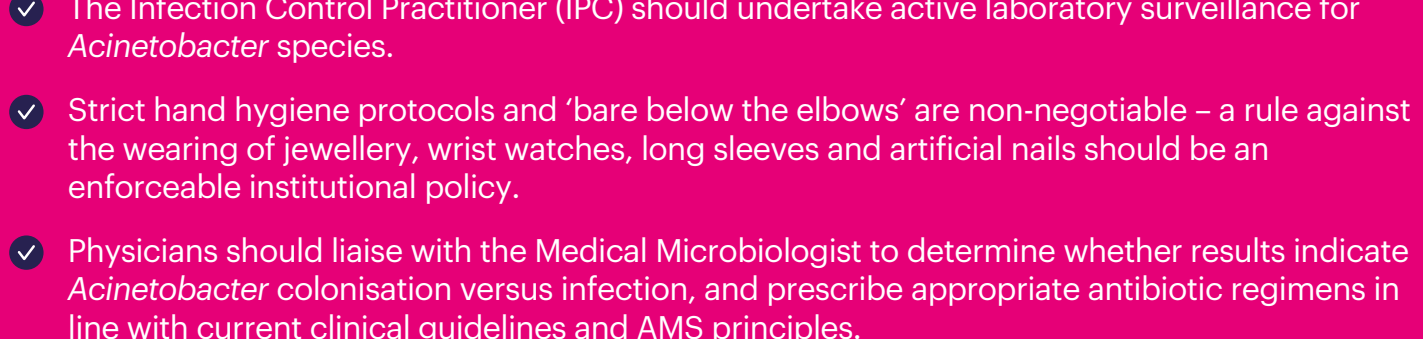 The Infection Control Practitioner (IPC) should undertake active laboratory surveillance for
Acinetobacter species.
Strict hand hygiene protocols and ‘bare below the elbows’ are non-negotiable – a rule against
the wearing of jewellery, wrist watches, long sleeves and artificial nails should be an
enforceable institutional policy.
Physicians should liaise with the Medical Microbiologist to determine whether results indicate
Acinetobacter colonisation versus infection, and prescribe appropriate antibiotic regimens in
line with current clinical guidelines and AMS principles.